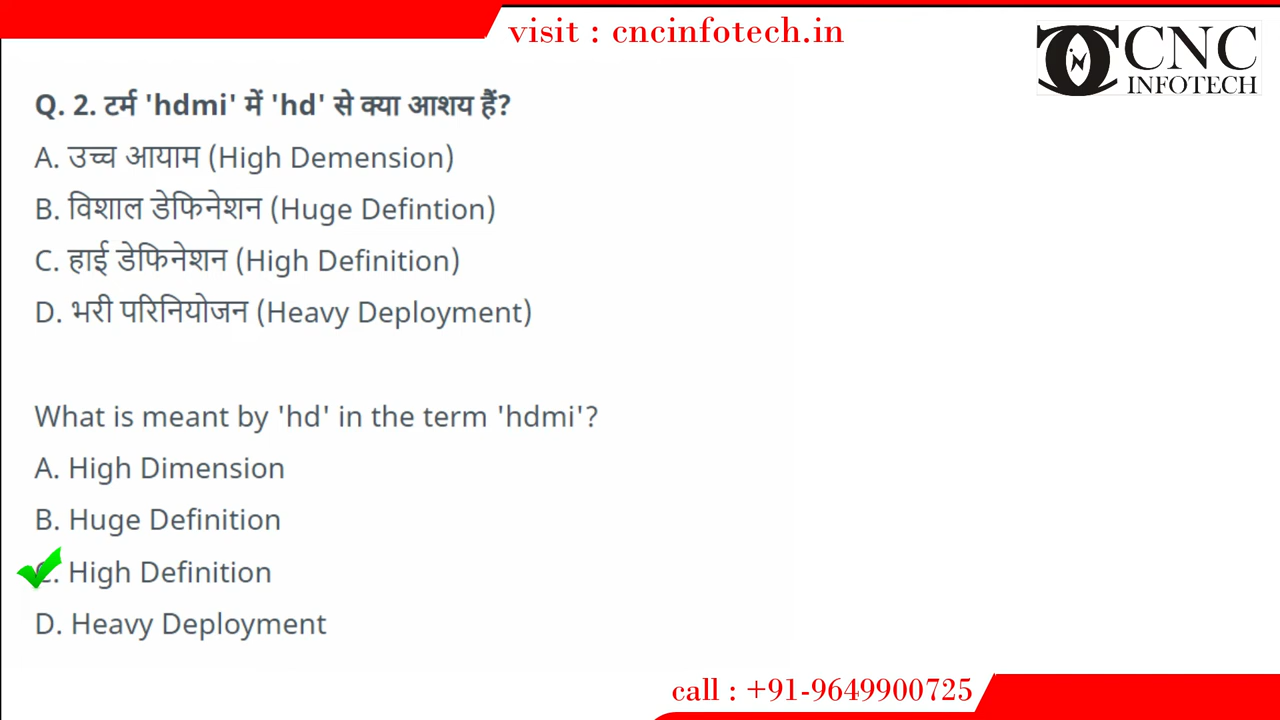 visit : cncinfotech.in
CNC
INFOTECH
Q. 2. टर्म 'hdmi' में 'hd' से क्या आशय हैं?
A. उच्च आयाम (High Demension)
B. विशाल डेफिनेशन (Huge Defintion)
C. हाई डेफिनेशन (High Definition)
D. भरी परिनियोजन (Heavy Deployment)
What is meant by 'hd' in the term 'hdmi'?
A. High Dimension
B. Huge Definition
C. High Definition
D. Heavy Deployment
call : +91-9649900725